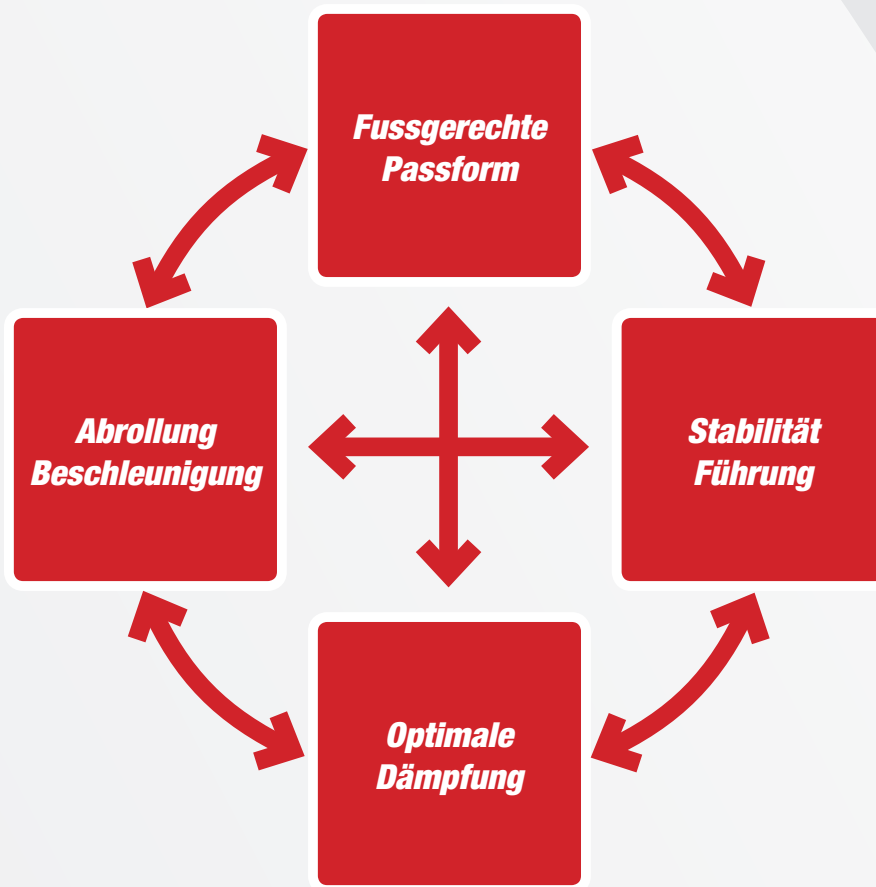 Fussgerechte
Passform
Abrollung
Beschleunigung
Stabilität
Führung
Optimale
Dämpfung